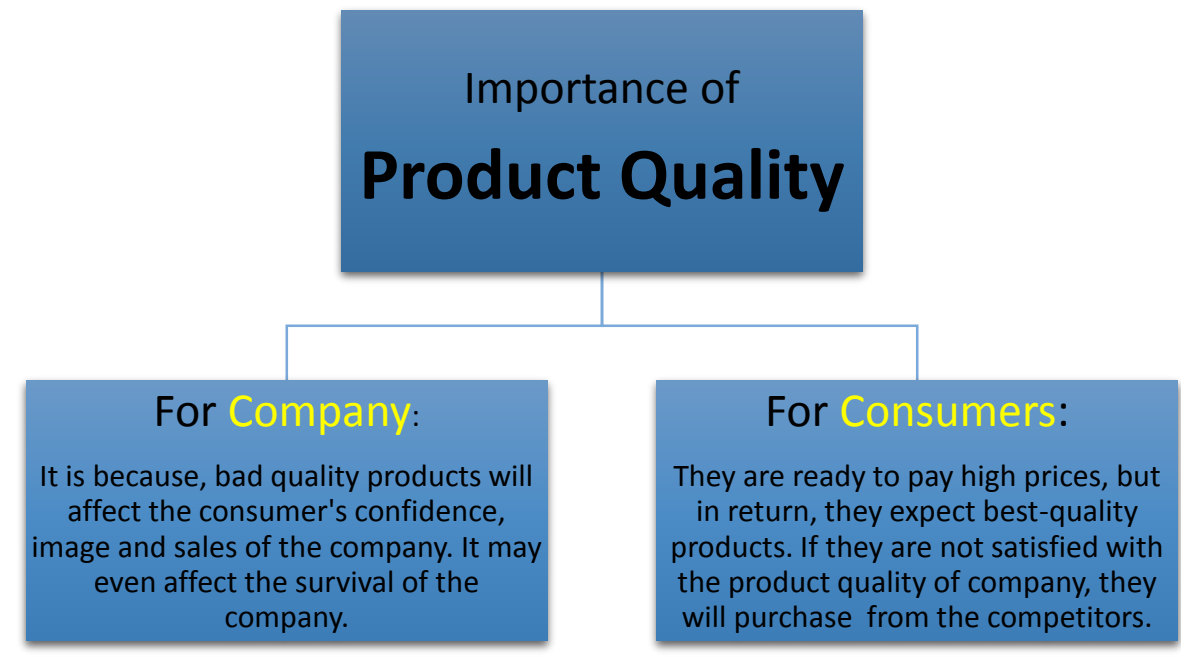 Importance of
Product Quality
For Company:
It is because, bad quality products will
affect the consumer's confidence,
image and sales of the company. It may
even affect the survival of the
company.
For Consumers:
They are ready to pay high prices, but
in return, they expect best-quality
products. If they are not satisfied with
the product quality of company, they
will purchase  from the competitors.